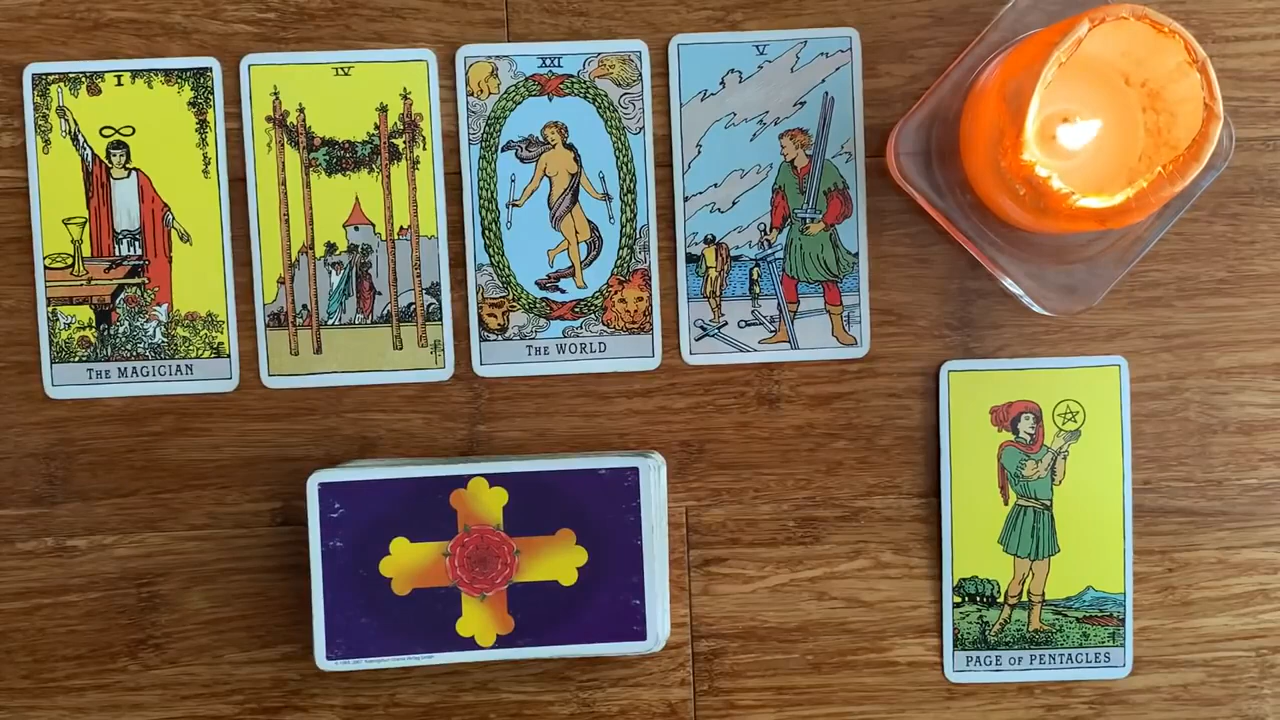 I
THE MAGICIAN
IV
XXI
THE WORLD
V
PAGE OF PENTACLES